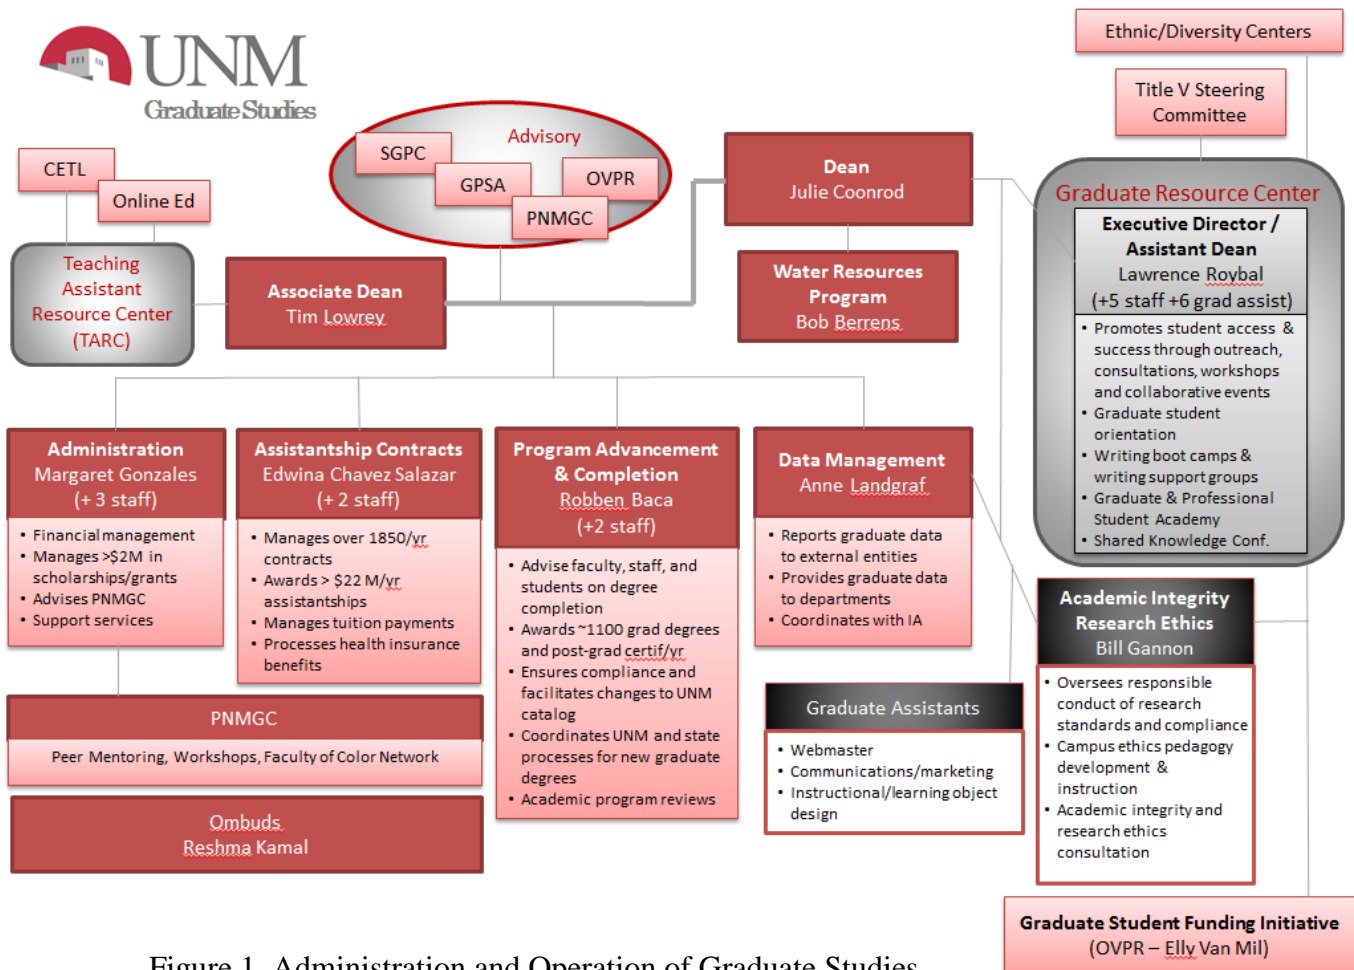 UNM
Graduate Studies
Ethnic/Diversity Centers
Title V Steering
Committee
Advisory
SGPC
GPSA
OVPR
PNMGC
CETL
Online Ed
Teaching
Assistant
Resource Center
(TARC)
Associate Dean
Tim Lowrey
Dean
Julie Coonrod
Water Resources
Program
Bob Berrens
Graduate Resource Center
Executive Director /
Assistant Dean
Lawrence Roybal
(+5 staff +6 grad assist)
• Promotes student access &
success through outreach,
consultations, workshops
and collaborative events
• Graduate student
orientation
• Writing boot camps &
writing support groups
• Graduate & Professional
Student Academy
• Shared Knowledge Conf.
Administration
Margaret Gonzales
(+ 3 staff)
• Financial management
• Manages >$2M in
scholarships/grants
• Advises PNMGC
• Support services
Assistantship Contracts
Edwina Chavez Salazar
(+ 2 staff)
• Manages over 1850/yr
contracts
• Awards > $22 M/yr
assistantships
• Manages tuition payments
• Processes health insurance
benefits
Program Advancement
& Completion
Robben Baca
(+2 staff)
• Advise faculty, staff, and
students on degree
completion
• Awards ~1100 grad degrees
and post-grad certif/yr
• Ensures compliance and
facilitates changes to UNM
catalog
• Coordinates UNM and state
processes for new graduate
degrees
• Academic program reviews
Data Management
Anne Landgraf
• Reports graduate data
to external entities
• Provides graduate data
to departments
• Coordinates with IA
PNMGC
Peer Mentoring, Workshops, Faculty of Color Network
Ombuds
Reshma Kamal
Graduate Assistants
• Webmaster
• Communications/marketing
• Instructional/learning object
design
Academic Integrity
Research Ethics
Bill Gannon
• Oversees responsible
conduct of research
standards and compliance
• Campus ethics pedagogy
development &
instruction
• Academic integrity and
research ethics
consultation
Graduate Student Funding Initiative
(OVPR – Elly Van Mil)
Figure 1. Administration and Operation of Graduate Studies